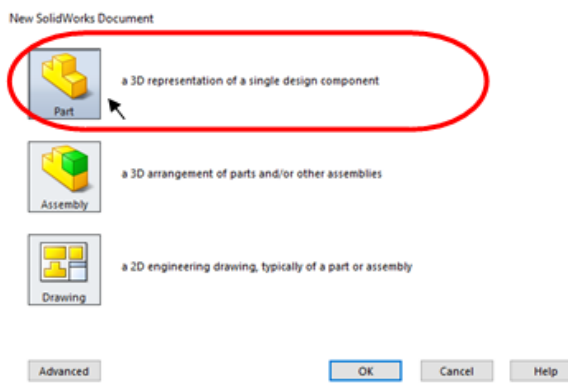 New SolidWorks Document
a 3D representation of a single design component
Part
a 3D arrangement of parts and/or other assemblies
Assembly
a 2D engineering drawing, typically of a part or assembly
Drawing
Advanced OK Cancel Help